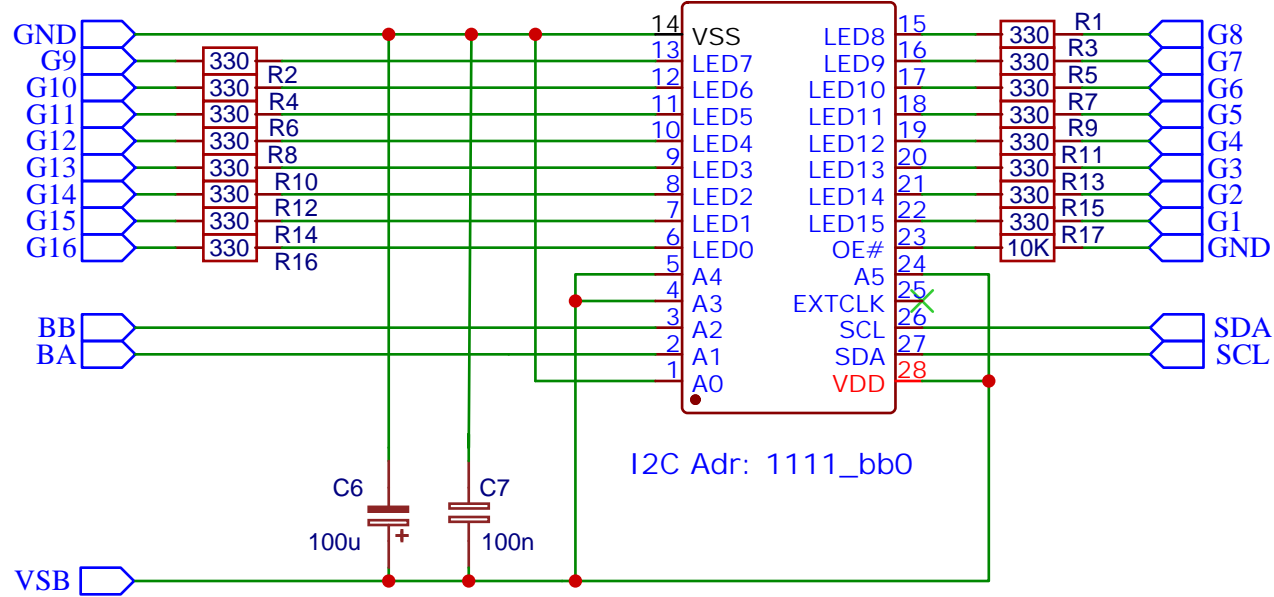 GND 14 VSS LED8 15 330 R1 G8
G9 330 R2 13 LED7 LED9 16 330 R3 G7
G10 330 R4 12 LED6 LED10 17 330 R5 G6
G11 330 R6 11 LED5 LED11 18 330 R7 G5
G12 330 R8 10 LED4 LED12 19 330 R9 G4
G13 330 R10 9 LED3 LED13 20 330 R11 G3
G14 330 R12 8 LED2 LED14 21 330 R13 G2
G15 330 R14 7 LED1 LED15 22 330 R15 G1
G16 330 R16 6 LED0 OE# 23 10K R17 GND
5 A4 A5 24
4 A3 EXTCLK 25
BB 3 A2 SCL 26 SDA
BA 2 A1 SDA 27 SCL
1 A0 VDD 28
I2C Adr: 1111_bb0
C6 C7
100u + 100n
VSB